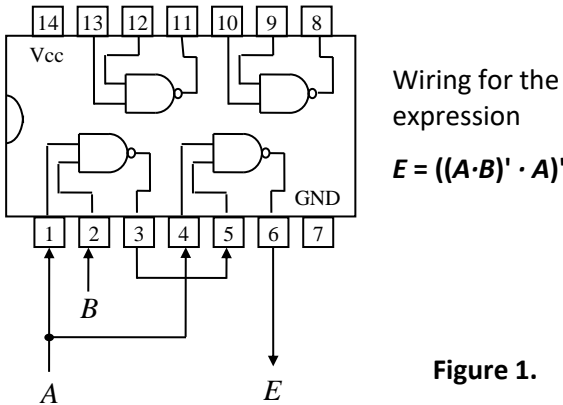 14 13 12 11 10 9 8
Vcc
Wiring for the
expression
E = ((A·B)' · A)'
GND
1 2 3 4 5 6 7
B
A
E
Figure 1.